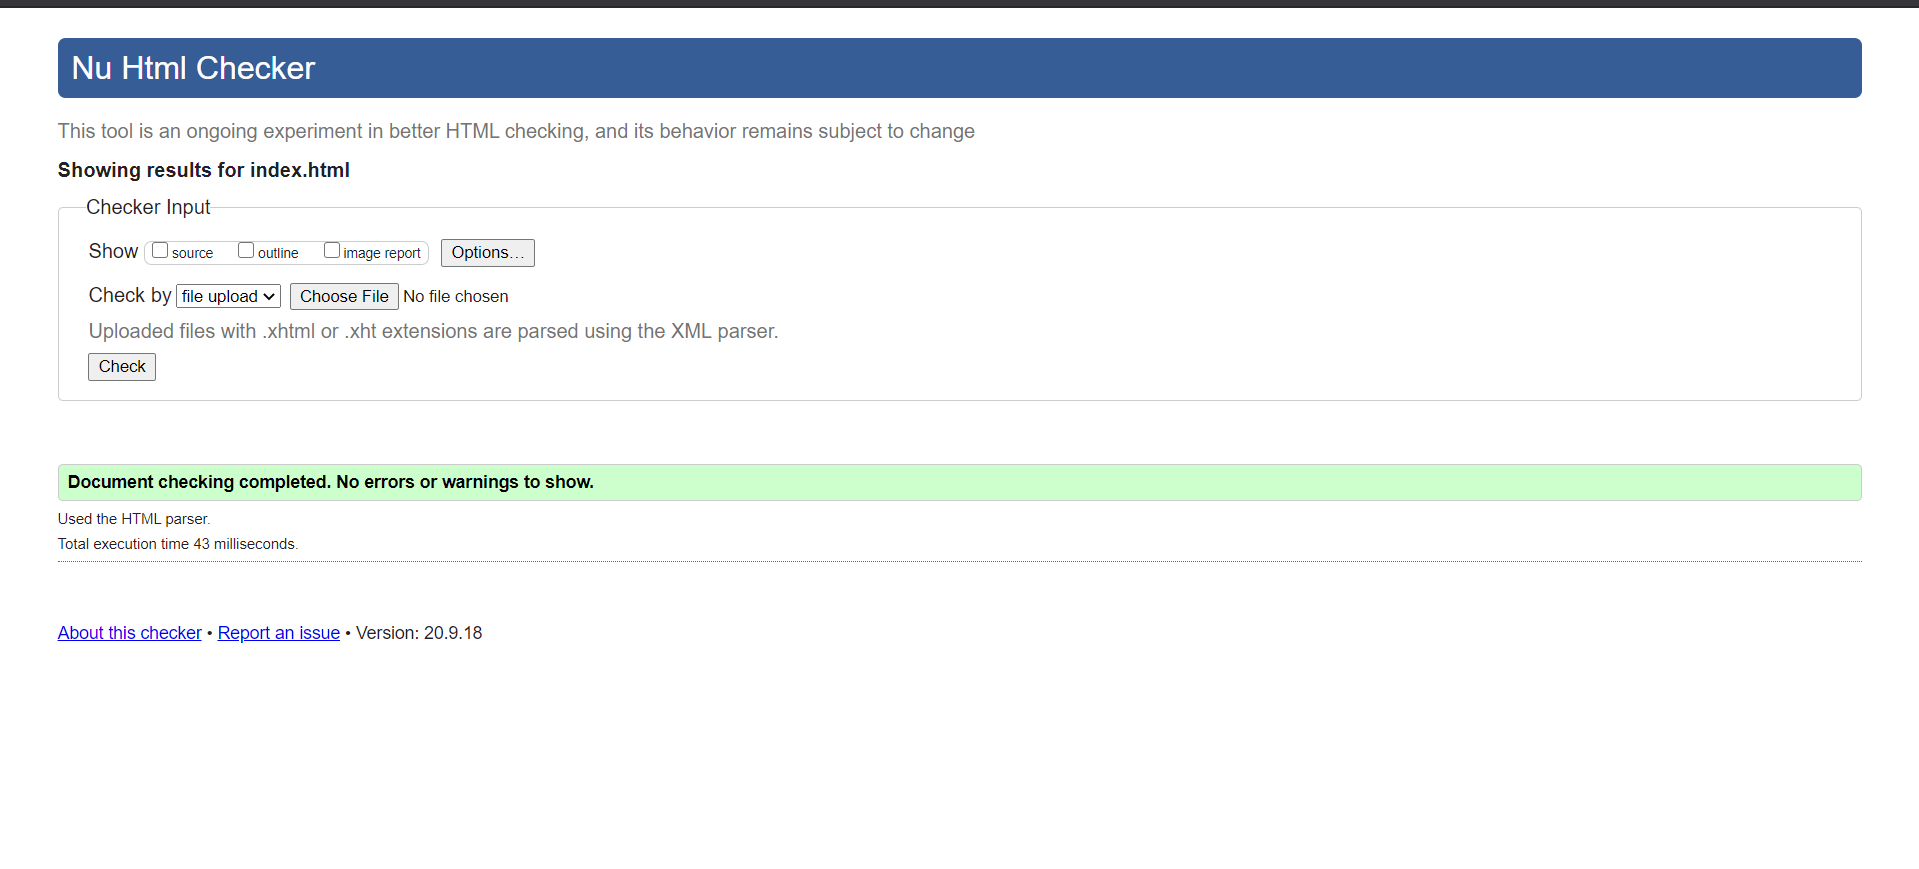 Nu Html Checker
This tool is an ongoing experiment in better HTML checking, and its behavior remains subject to change
Showing results for index.html
Checker Input
Show source outline image report Options…
Check by file upload Choose File No file chosen
Uploaded files with .xhtml or .xht extensions are parsed using the XML parser.
Check
Document checking completed. No errors or warnings to show.
Used the HTML parser.
Total execution time 43 milliseconds.
About this checker • Report an issue • Version: 20.9.18